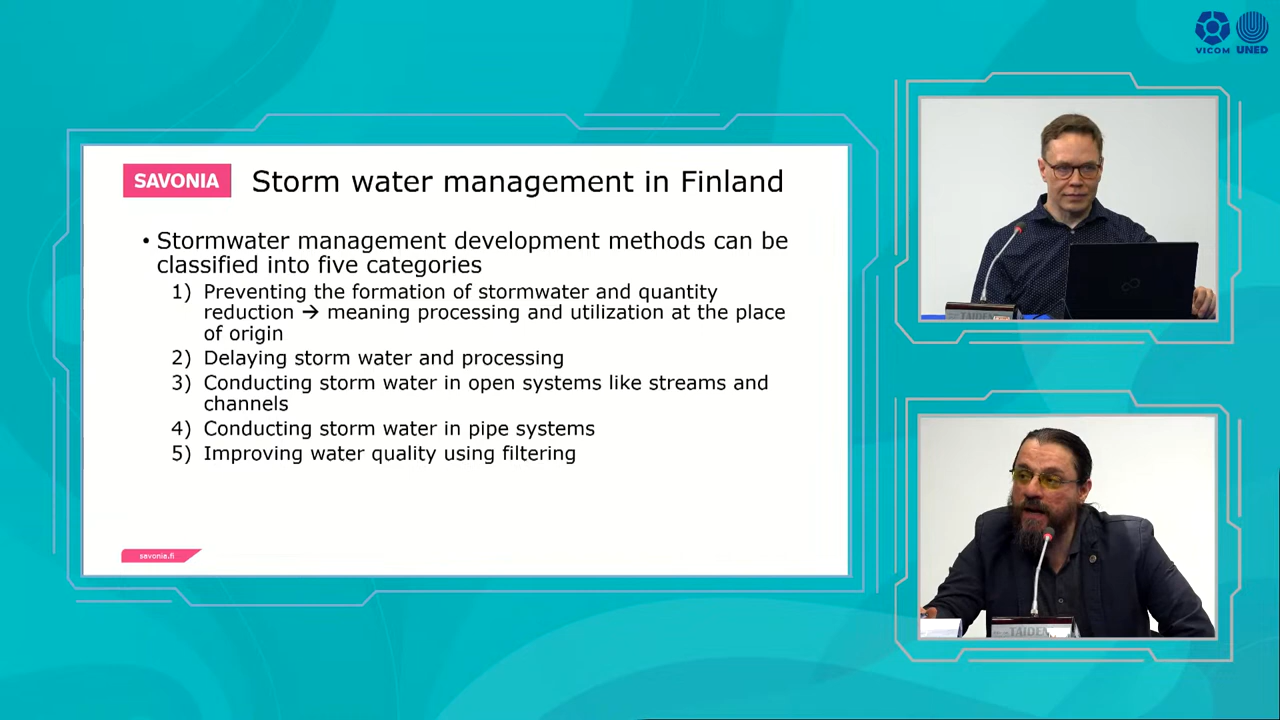 VICOM UNED
SAVONIA
Storm water management in Finland
• Stormwater management development methods can be
classified into five categories
1) Preventing the formation of stormwater and quantity
reduction → meaning processing and utilization at the place
of origin
2) Delaying storm water and processing
3) Conducting storm water in open systems like streams and
channels
4) Conducting storm water in pipe systems
5) Improving water quality using filtering
savonia.fi
TAIDEN
TAIDEN